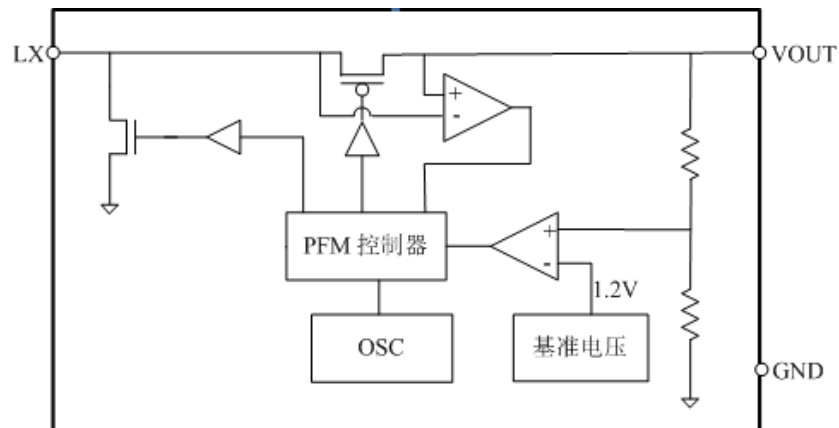 LX
VOUT
+
-
PFM 控制器
+
-
1.2V
OSC
基准电压
GND